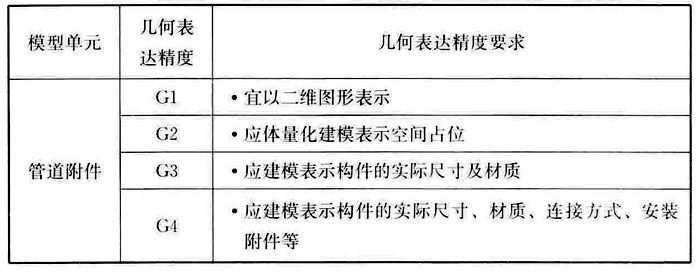 模型单元 几何表达精度 几何表达精度要求
管道附件
G1 •宜以二维图形表示
G2 •应体量化建模表示空间占位
G3 •应建模表示构件的实际尺寸及材质
G4 •应建模表示构件的实际尺寸、材质、连接方式、安装
附件等